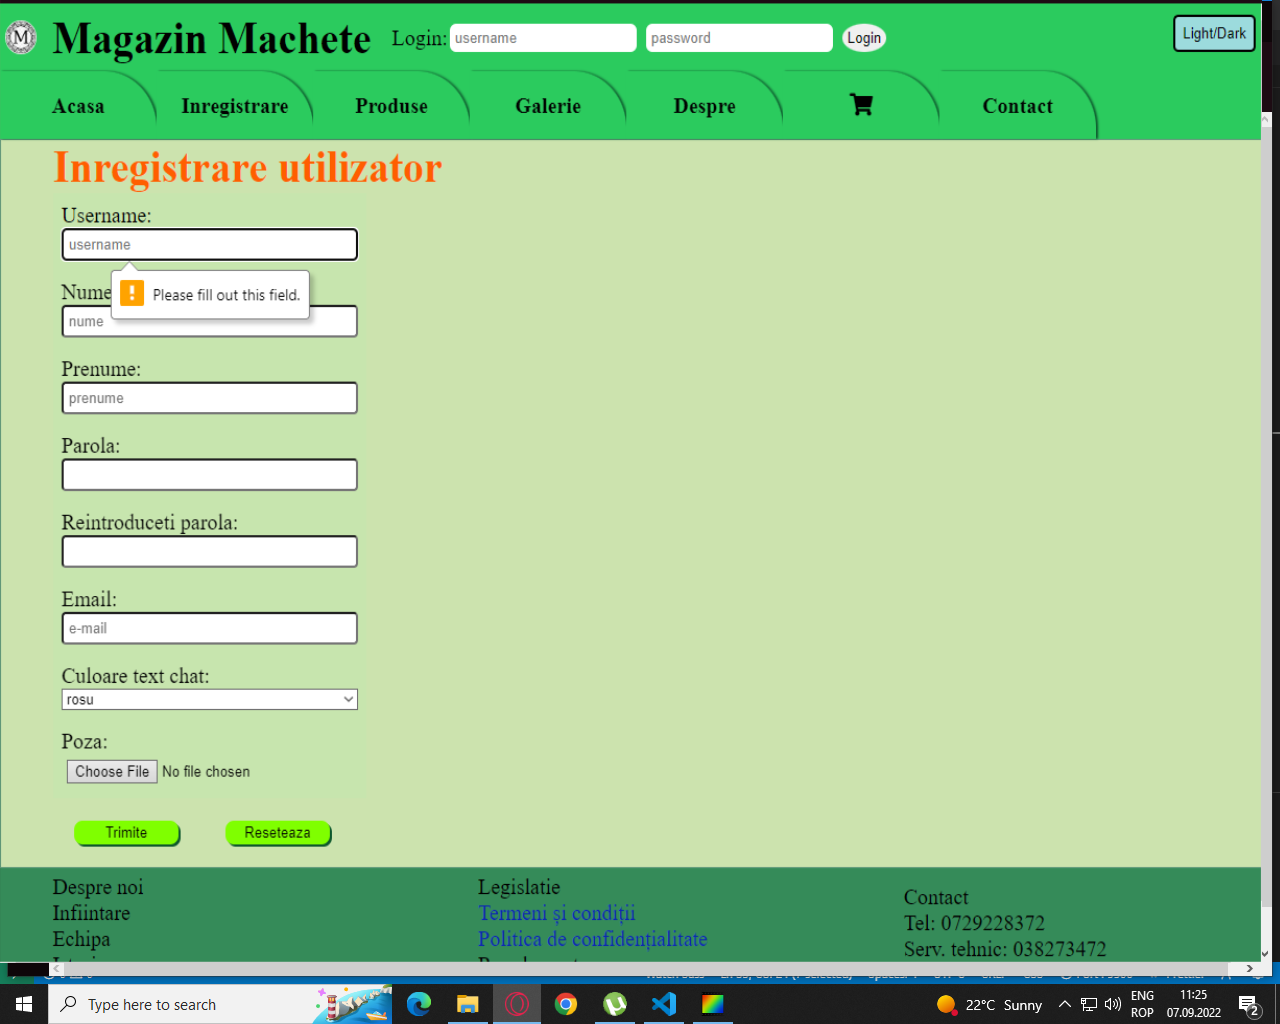 M Magazin Machete Login: username password Login Light/Dark
Acasa Inregistrare Produse Galerie Despre Contact
Inregistrare utilizator
Username:
username
Please fill out this field.
Nume
nume
Prenume:
prenume
Parola:
Reintroduceti parola:
Email:
e-mail
Culoare text chat:
rosu
Poza:
Choose File No file chosen
Trimite Reseteaza
Despre noi
Infiintare
Echipa
Legislatie
Termeni și condiții
Politica de confidențialitate
Contact
Tel: 0729228372
Serv. tehnic: 038273472
Type here to search
22°C Sunny
ENG
ROP
11:25
07.09.2022
2